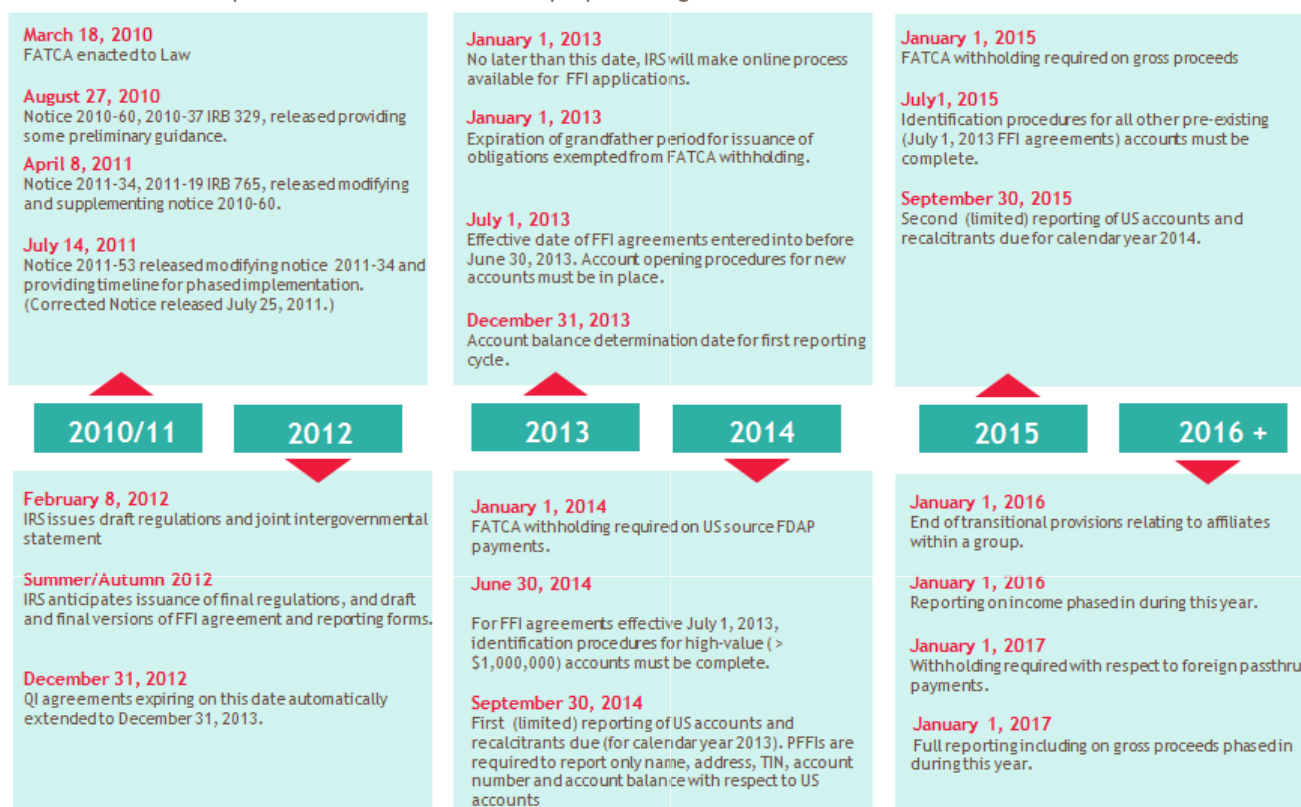 March 18, 2010
FATCA enacted to Law
August 27, 2010
Notice 2010-60, 2010-37 IRB 329, released providing
some preliminary guidance.
April 8, 2011
Notice 2011-34, 2011-19 IRB 765, released modifying
and supplementing notice 2010-60.
July 14, 2011
Notice 2011-53 released modifying notice 2011-34 and
providing timeline for phased implementation.
(Corrected Notice released July 25, 2011.)
January 1, 2013
No later than this date, IRS will make online process
available for FFI applications.
January 1, 2013
Expiration of grandfather period for issuance of
obligations exempted from FATCA withholding.
July 1, 2013
Effective date of FFI agreements entered into before
June 30, 2013. Account opening procedures for new
accounts must be in place.
December 31, 2013
Account balance determination date for first reporting
cycle.
January 1, 2015
FATCA withholding required on gross proceeds
July1, 2015
Identification procedures for all other pre-existing
(July 1, 2013 FFI agreements) accounts must be
complete.
September 30, 2015
Second (limited) reporting of US accounts and
recalcitrants due for calendar year 2014.
2010/11
2012
2013
2014
2015
2016 +
February 8, 2012
IRS issues draft regulations and joint intergovernmental
statement
Summer/Autumn 2012
IRS anticipates issuance of final regulations, and draft
and final versions of FFI agreement and reporting forms.
December 31, 2012
QI agreements expiring on this date automatically
extended to December 31, 2013.
January 1, 2014
FATCA withholding required on US source FDAP
payments.
June 30, 2014
For FFI agreements effective July 1, 2013,
identification procedures for high-value ( >
$1,000,000) accounts must be complete.
September 30, 2014
First (limited) reporting of US accounts and
recalcitrants due (for calendar year 2013). PFFIs are
required to report only name, address, TIN, account
number and account balance with respect to US
accounts
January 1, 2016
End of transitional provisions relating to affiliates
within a group.
January 1, 2016
Reporting on income phased in during this year.
January 1, 2017
Withholding required with respect to foreign passthru
payments.
January 1, 2017
Full reporting including on gross proceeds phased in
during this year.